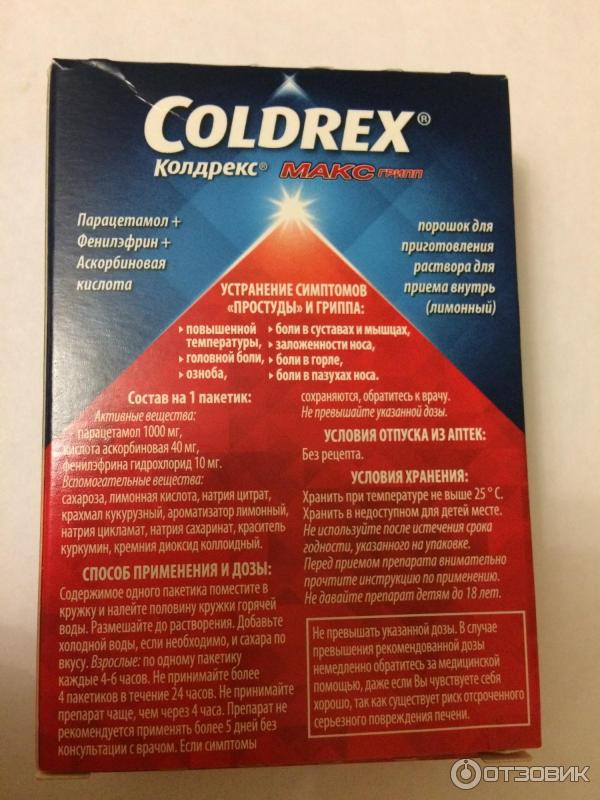 COLDREX®
Колдрекс® МАКС ГРИПП
Парацетамол +
Фенилэфрин +
Аскорбиновая
кислота
порошок для
приготовления
раствора для
приема внутрь
(лимонный)
УСТРАНЕНИЕ СИМПТОМОВ
«ПРОСТУДЫ» И ГРИППА:
▸ повышенной
температуры,
▸ головной боли,
▸ озноба,
▸ боли в суставах и мышцах,
▸ заложенности носа,
▸ боли в горле,
▸ боли в пазухах носа.
Состав на 1 пакетик:
Активные вещества:
парацетамол 1000 мг,
кислота аскорбиновая 40 мг,
фенилэфрина гидрохлорид 10 мг.
Вспомогательные вещества:
сахароза, лимонная кислота, натрия цитрат,
крахмал кукурузный, ароматизатор лимонный,
натрия цикламат, натрия сахаринат, краситель
куркумин, кремния диоксид коллоидный.
СПОСОБ ПРИМЕНЕНИЯ И ДОЗЫ:
Содержимое одного пакетика поместите в
кружку и налейте половину кружки горячей
воды. Размешайте до растворения. Добавьте
холодной воды, если необходимо, и сахара по
вкусу. Взрослые: по одному пакетику
каждые 4-6 часов. Не принимайте более
4 пакетиков в течение 24 часов. Не принимайте
препарат чаще, чем через 4 часа. Препарат не
рекомендуется применять более 5 дней без
консультации с врачом. Если симптомы
сохраняются, обратитесь к врачу.
Не превышайте указанной дозы.
УСЛОВИЯ ОТПУСКА ИЗ АПТЕК:
Без рецепта.
УСЛОВИЯ ХРАНЕНИЯ:
Хранить при температуре не выше 25 ° С.
Хранить в недоступном для детей месте.
Не используйте после истечения срока
годности, указанного на упаковке.
Перед приемом препарата внимательно
прочтите инструкцию по применению.
Не давайте препарат детям до 18 лет.
Не превышать указанной дозы. В случае
превышения рекомендованной дозы
немедленно обратитесь за медицинской
помощью, даже если Вы чувствуете себя
хорошо, так как существует риск отсроченного
серьезного повреждения печени.
ОТЗОВИК